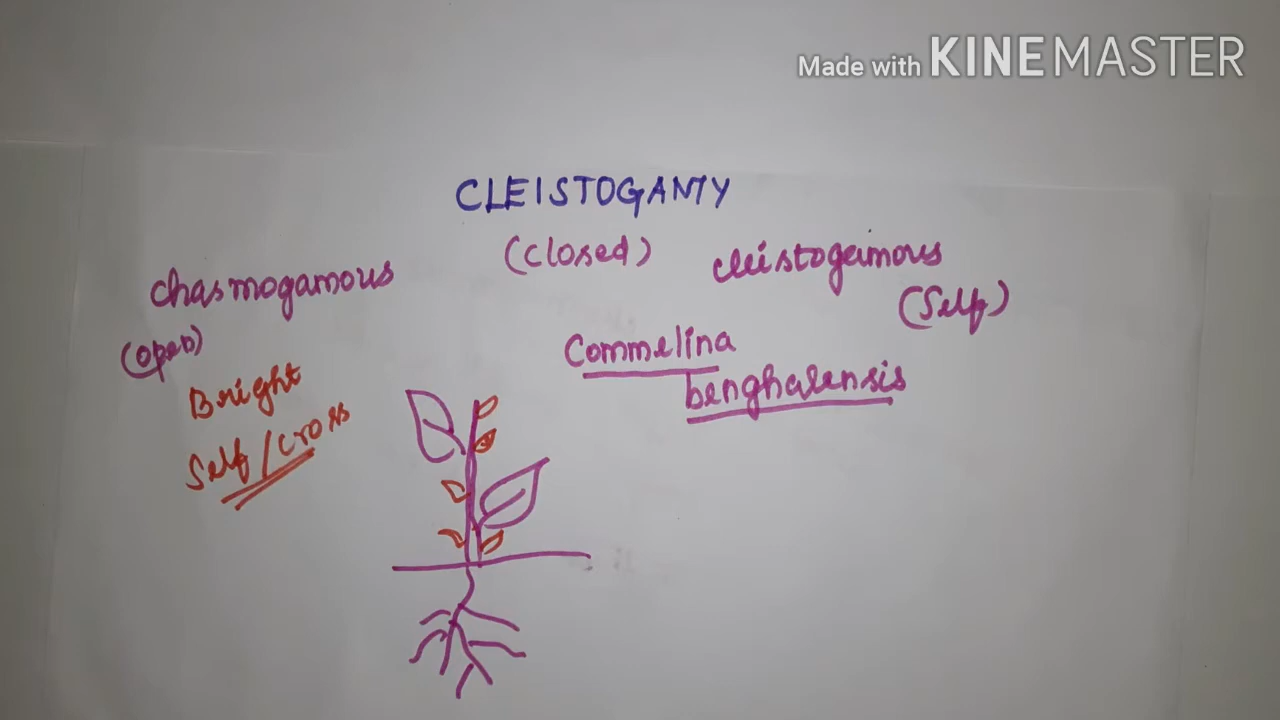 Made with KINEMASTER
CLEISTOGAMY
(closed)
chasmogamous
cleistogamous
(open)
(Self)
Commelina
benghalensis
Bright
Self/cross